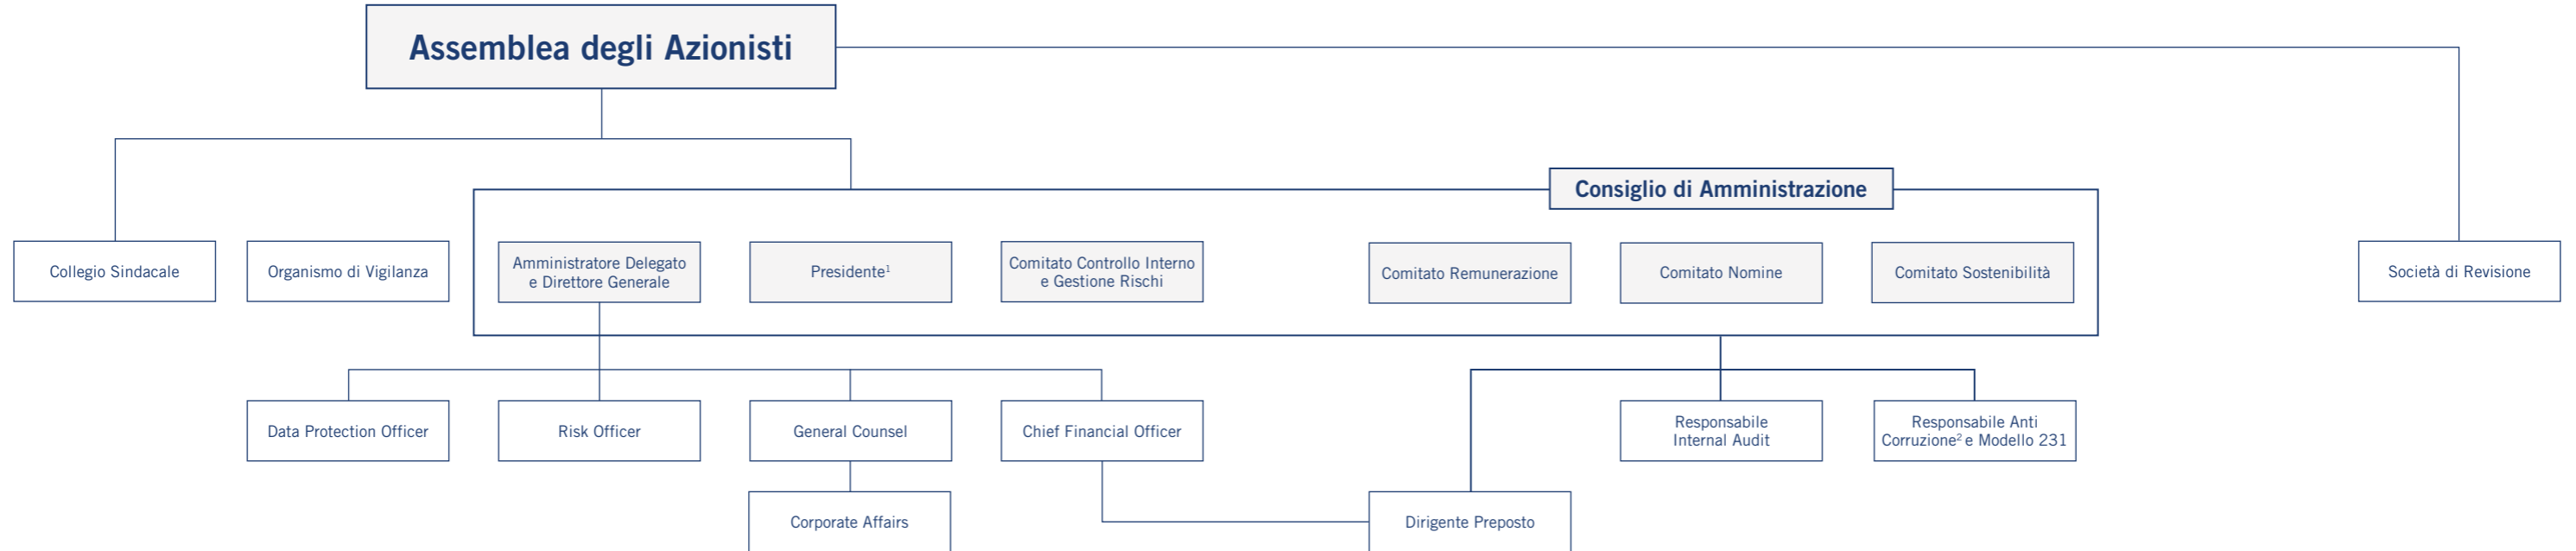 Assemblea degli Azionisti
Consiglio di Amministrazione
Collegio Sindacale
Organismo di Vigilanza
Amministratore Delegato
e Direttore Generale
Presidente¹
Comitato Controllo Interno
e Gestione Rischi
Comitato Remunerazione
Comitato Nomine
Comitato Sostenibilità
Società di Revisione
Data Protection Officer
Risk Officer
General Counsel
Chief Financial Officer
Responsabile
Internal Audit
Responsabile Anti
Corruzione² e Modello 231
Corporate Affairs
Dirigente Preposto